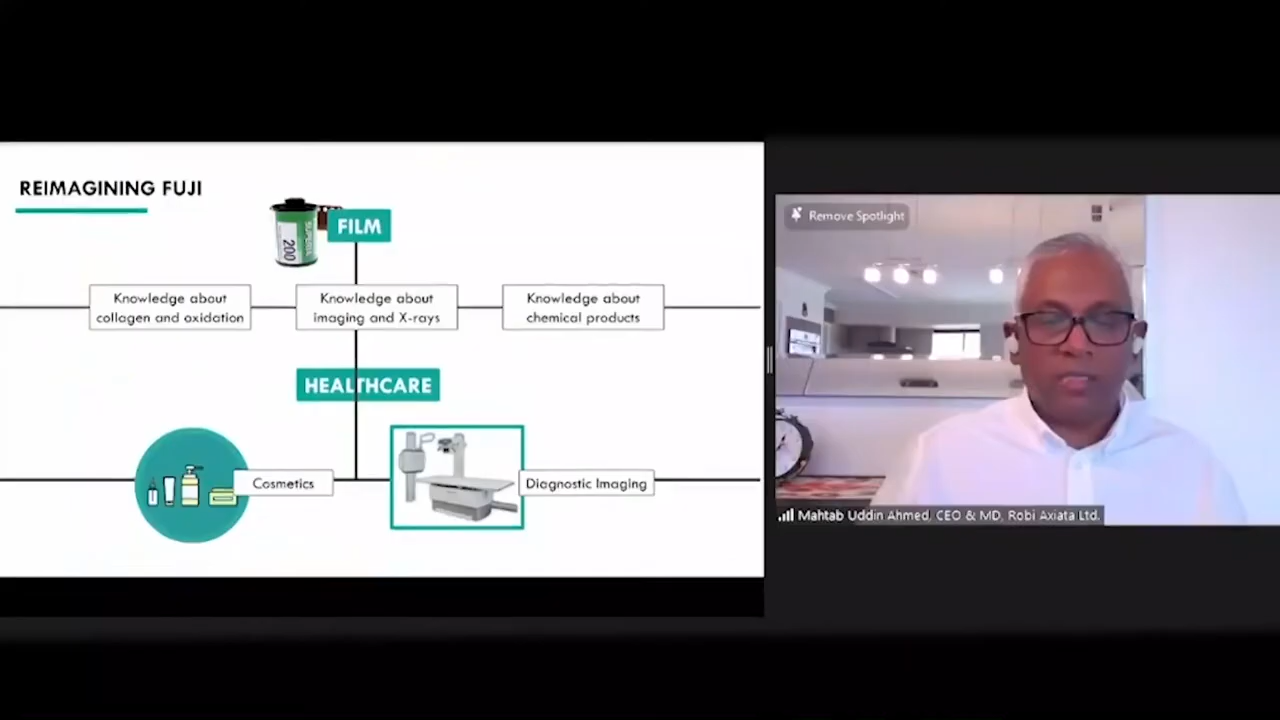 REIMAGINING FUJI
FILM
200
Knowledge about
collagen and oxidation
Knowledge about
imaging and X-rays
Knowledge about
chemical products
HEALTHCARE
Cosmetics
Diagnostic Imaging
Remove Spotlight
Mahtab Uddin Ahmed, CEO & MD, Robi Axiata Ltd.